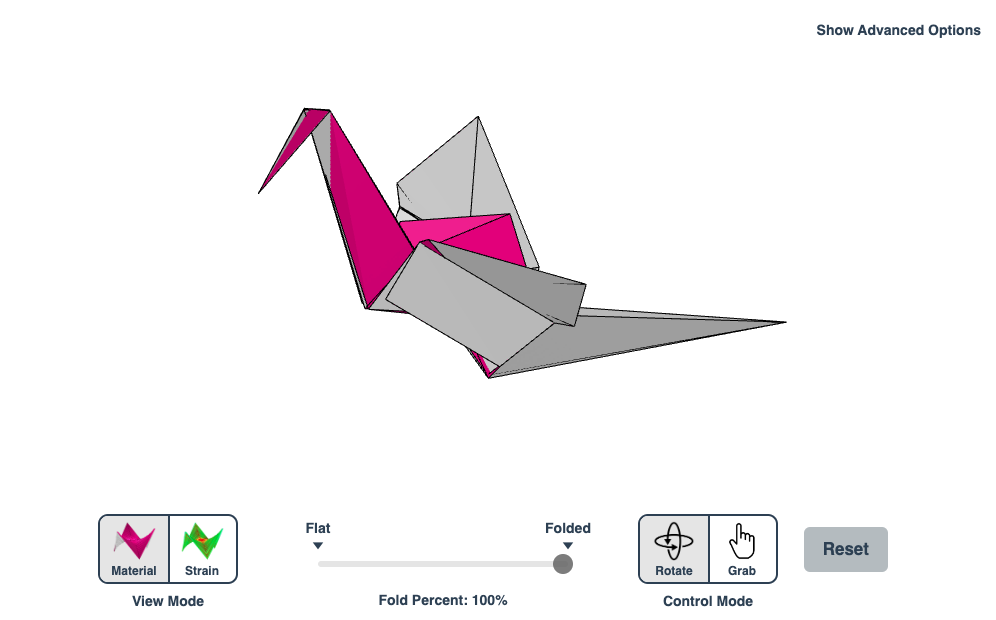 Show Advanced Options
Flat
Folded
Material
Strain
Rotate
Grab
Reset
View Mode
Fold Percent: 100%
Control Mode